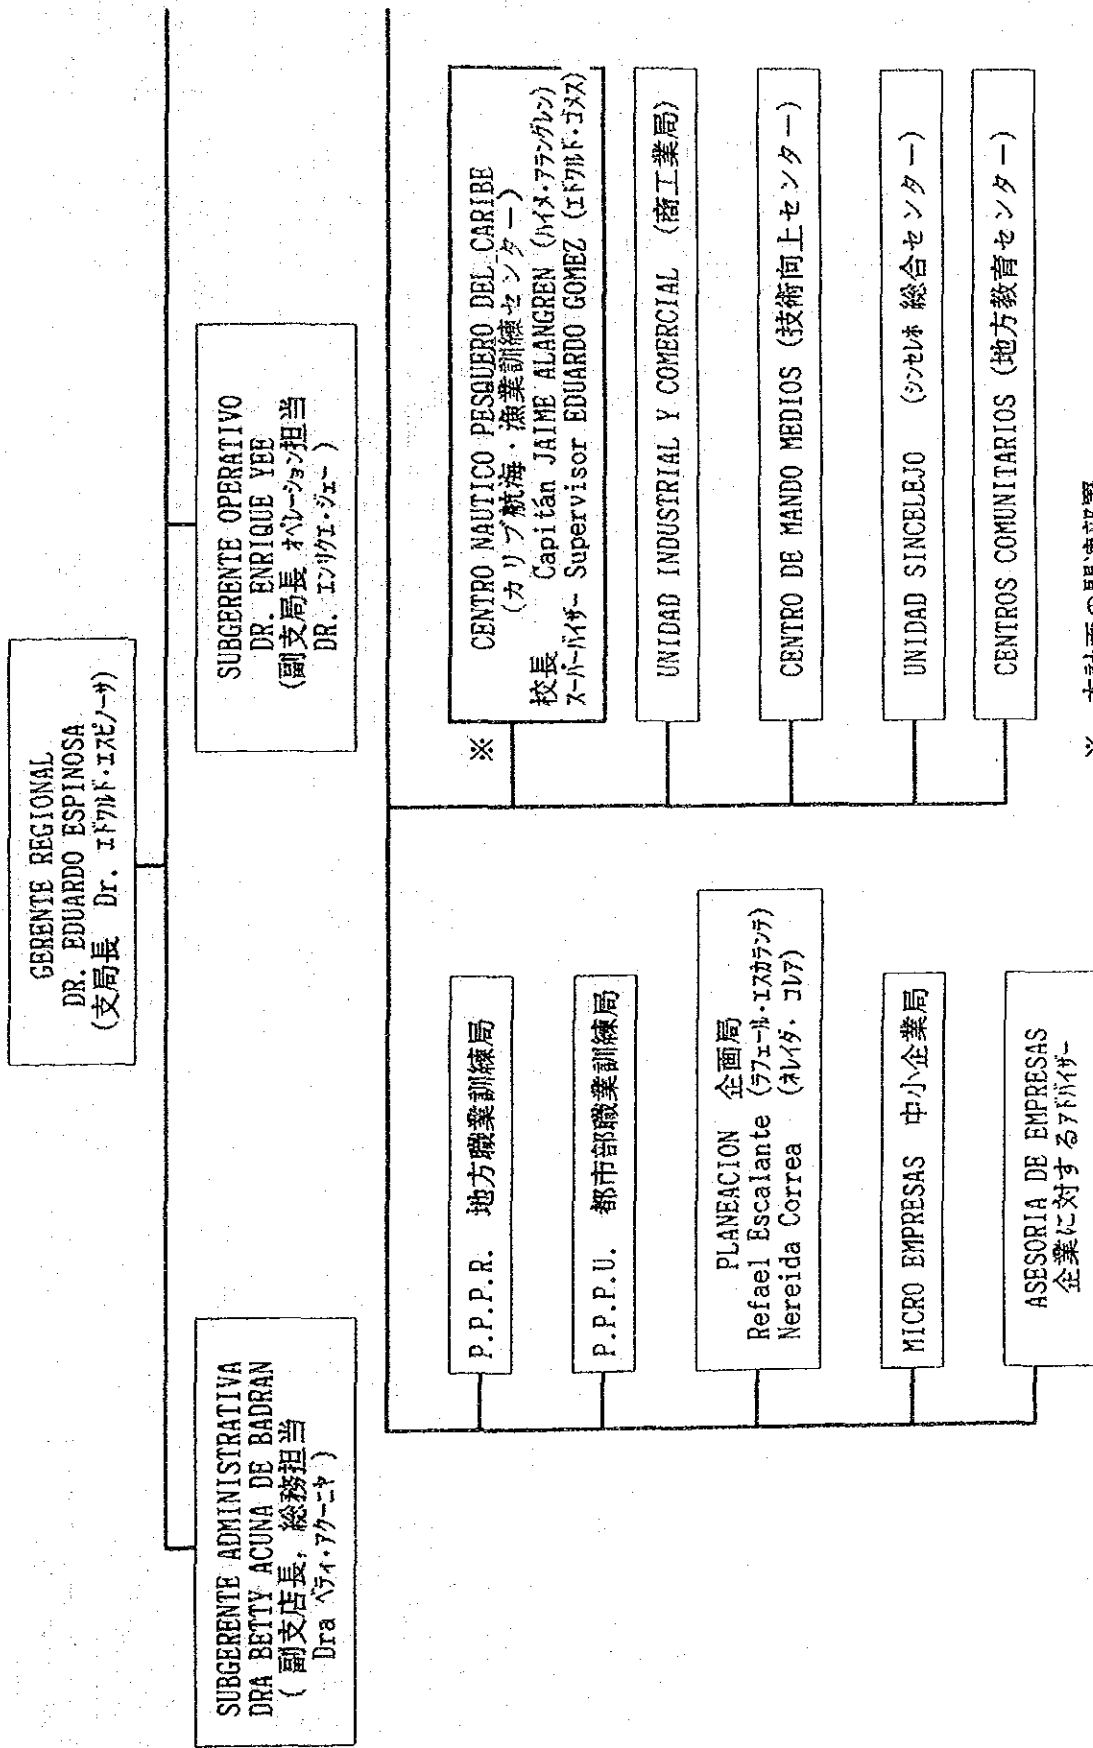 GERENTE REGIONAL
DR. EDUARDO ESPINOSA
(支局長 Dr. エドワルド・エスピノーサ)
SUBGERENTE ADMINISTRATIVA
DRA BETTY ACUNA DE BADRAN
( 副支店長, 総務担当
Dra ベティ・アクーニャ )
SUBGERENTE OPERATIVO
DR. ENRIQUE YEE
(副支局長 オペレーション担当
DR. エンリケ・ジェー )
P.P.P.R. 地方職業訓練局
P.P.P.U. 都市部職業訓練局
PLANEACION 企画局
Refael Escalante (ラフェール・エスカランテ)
Nereida Correa (ネレイダ・コレア)
MICRO EMPRESAS 中小企業局
ASESORIA DE EMPRESAS
企業に対するアドバイザー
※
CENTRO NAUTICO PESQUERO DEL CARIBE
(カリブ航海・漁業訓練センター)
校長 Capitán JAIME ALANGREN (ハイメ・アラングレン)
スーパーバイザー Supervisor EDUARDO GOMEZ (エドワルド・ゴメス)
UNIDAD INDUSTRIAL Y COMERCIAL (商工業局)
CENTRO DE MANDO MEDIOS (技術向上センター)
UNIDAD SINCELEJO (シンセレホ 総合センター)
CENTROS COMUNITARIOS (地方教育センター)
※ 本計画の関連部署